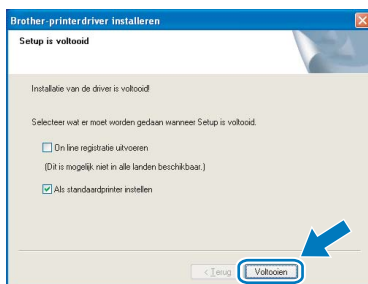 Brother-printerdriver installeren
Setup is voltooid
Installatie van de driver is voltooid!
Selecteer wat er moet worden gedaan wanneer Setup is voltooid.
On line registratie uitvoeren
(Dit is mogelijk niet in alle landen beschikbaar.)
Als standaardprinter instellen
< Terug
Voltooien